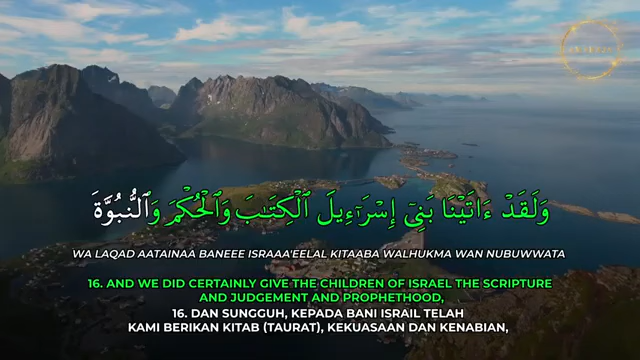 وَلَقَدْ ءَاتَيْنَا بَنِىٓ إِسْرَٰٓءِيلَ ٱلْكِتَـٰبَ وَٱلْحُكْمَ وَٱلنُّبُوَّةَ
WA LAQAD AATAINAA BANEEE ISRAAA'EELAL KITAABA WALHUKMA WAN NUBUWWATA
16. AND WE DID CERTAINLY GIVE THE CHILDREN OF ISRAEL THE SCRIPTURE
AND JUDGEMENT AND PROPHETHOOD,
16. DAN SUNGGUH, KEPADA BANI ISRAIL TELAH
KAMI BERIKAN KITAB (TAURAT), KEKUASAAN DAN KENABIAN,